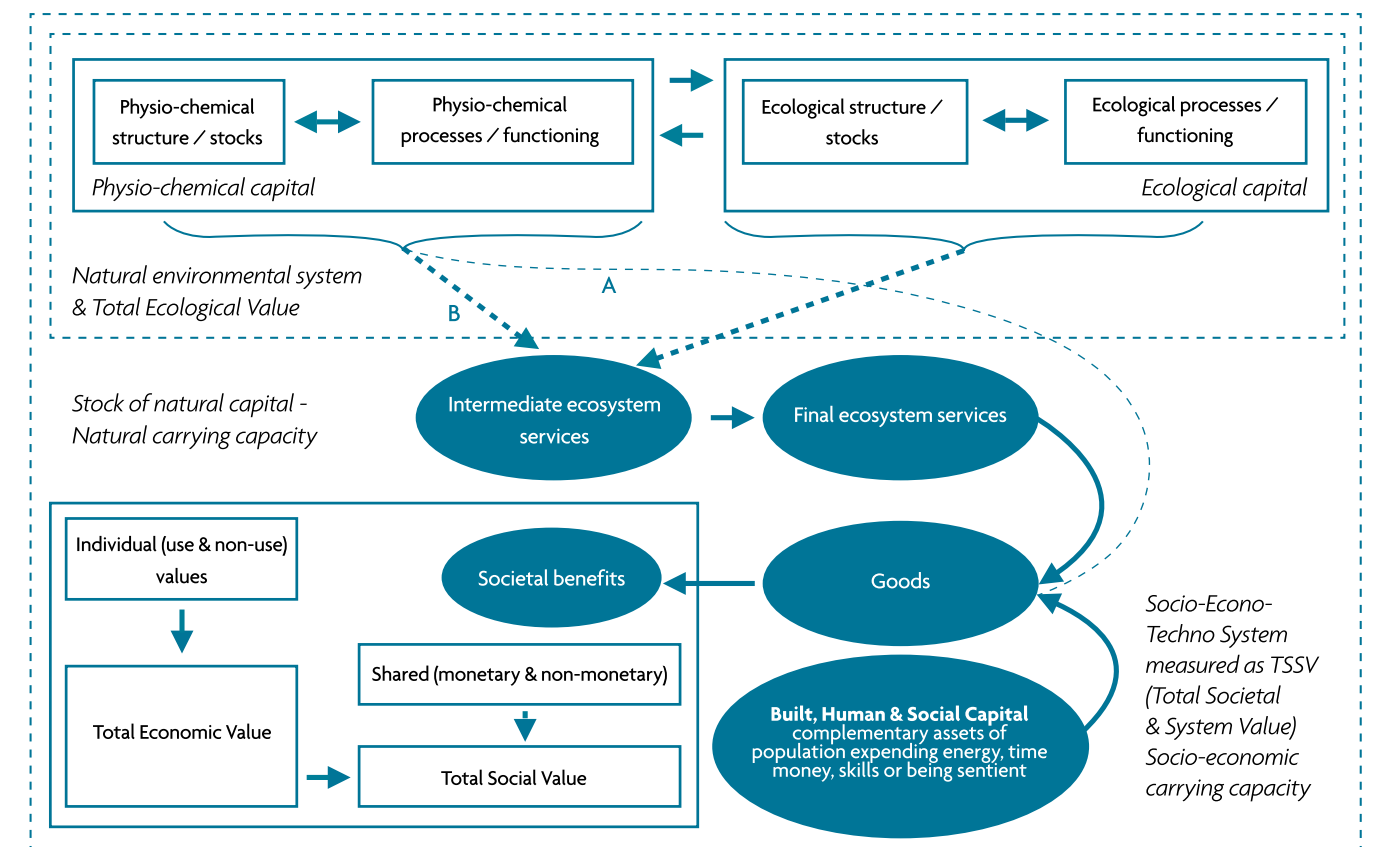 Physio-chemical
structure / stocks
Physio-chemical
processes / functioning
Ecological structure /
stocks
Ecological processes /
functioning
Physio-chemical capital
Ecological capital
Natural environmental system
& Total Ecological Value
A
B
Stock of natural capital -
Natural carrying capacity
Intermediate ecosystem
services
Final ecosystem services
Individual (use & non-use)
values
Societal benefits
Goods
Shared (monetary & non-monetary)
Total Economic Value
Total Social Value
Built, Human & Social Capital
complementary assets of
population expending energy, time
money, skills or being sentient
Socio-Econo-
Techno System
measured as TSSV
(Total Societal
& System Value)
Socio-economic
carrying capacity